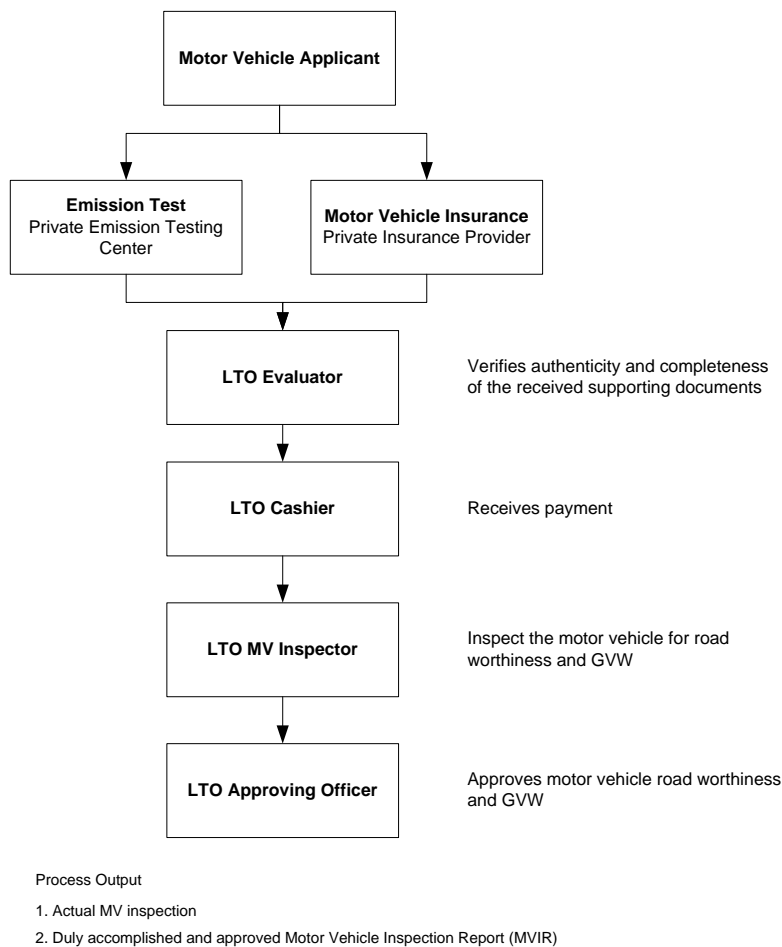 Motor Vehicle Applicant
Emission Test
Private Emission Testing
Center
Motor Vehicle Insurance
Private Insurance Provider
LTO Evaluator
Verifies authenticity and completeness
of the received supporting documents
LTO Cashier
Receives payment
LTO MV Inspector
Inspect the motor vehicle for road
worthiness and GVW
LTO Approving Officer
Approves motor vehicle road worthiness
and GVW
Process Output
1. Actual MV inspection
2. Duly accomplished and approved Motor Vehicle Inspection Report (MVIR)